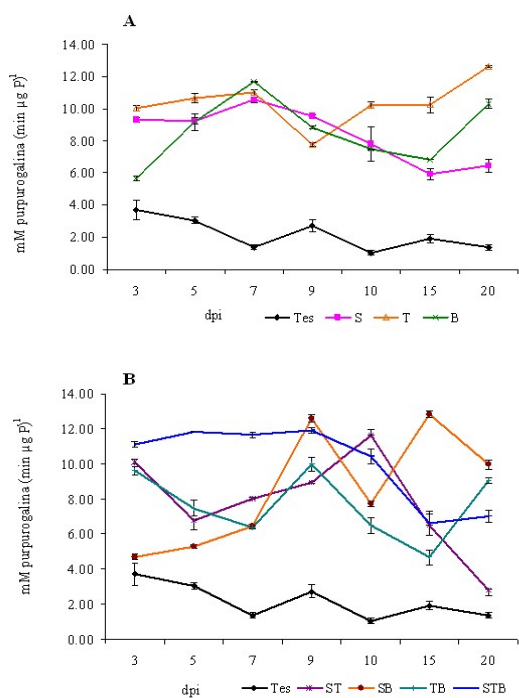 A
14.00
12.00
10.00
8.00
6.00
4.00
2.00
0.00
mM purpurogalina (min µg P)¹
3 5 7 9 10 15 20
dpi
Tes S T B
B
14.00
12.00
10.00
8.00
6.00
4.00
2.00
0.00
mM purpurogalina (min µg P)¹
3 5 7 9 10 15 20
dpi
Tes ST SB TB STB